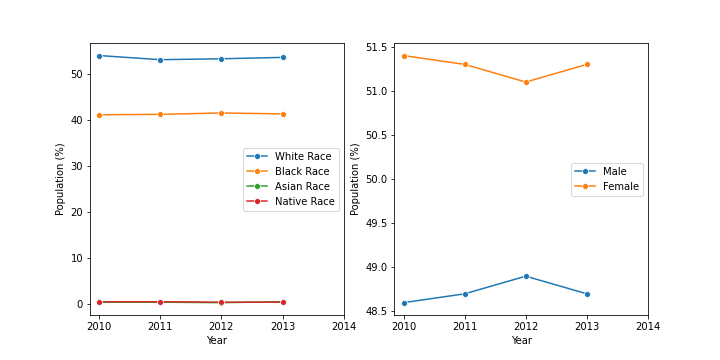 50
40
30
20
10
0
Population (%)
2010 2011 2012 2013 2014
Year
White Race
Black Race
Asian Race
Native Race
51.5
51.0
50.5
50.0
49.5
49.0
48.5
Population (%)
2010 2011 2012 2013 2014
Year
Male
Female